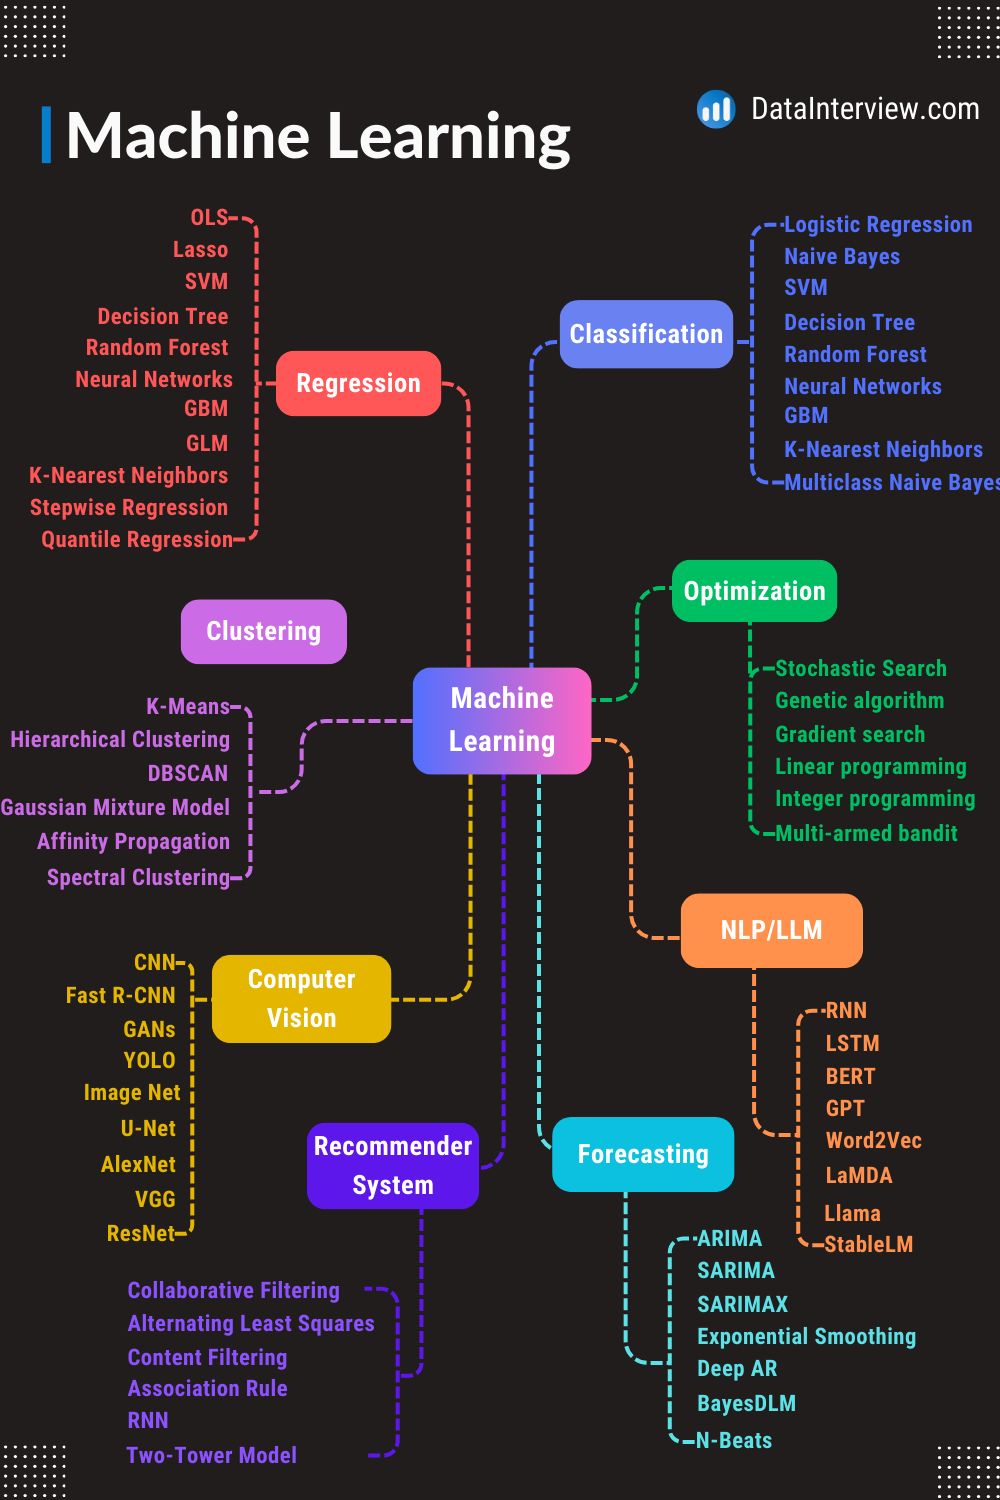 Machine Learning
DataInterview.com
OLS
Lasso
SVM
Decision Tree
Random Forest
Neural Networks
GBM
GLM
K-Nearest Neighbors
Stepwise Regression
Quantile Regression
Regression
Classification
Logistic Regression
Naive Bayes
SVM
Decision Tree
Random Forest
Neural Networks
GBM
K-Nearest Neighbors
Multiclass Naive Bayes
Optimization
Stochastic Search
Genetic algorithm
Gradient search
Linear programming
Integer programming
Multi-armed bandit
Clustering
K-Means
Hierarchical Clustering
DBSCAN
Gaussian Mixture Model
Affinity Propagation
Spectral Clustering
Machine
Learning
NLP/LLM
RNN
LSTM
BERT
GPT
Word2Vec
LaMDA
Llama
StableLM
Computer
Vision
CNN
Fast R-CNN
GANs
YOLO
Image Net
U-Net
AlexNet
VGG
ResNet
Recommender
System
Collaborative Filtering
Alternating Least Squares
Content Filtering
Association Rule
RNN
Two-Tower Model
Forecasting
ARIMA
SARIMA
SARIMAX
Exponential Smoothing
Deep AR
BayesDLM
N-Beats